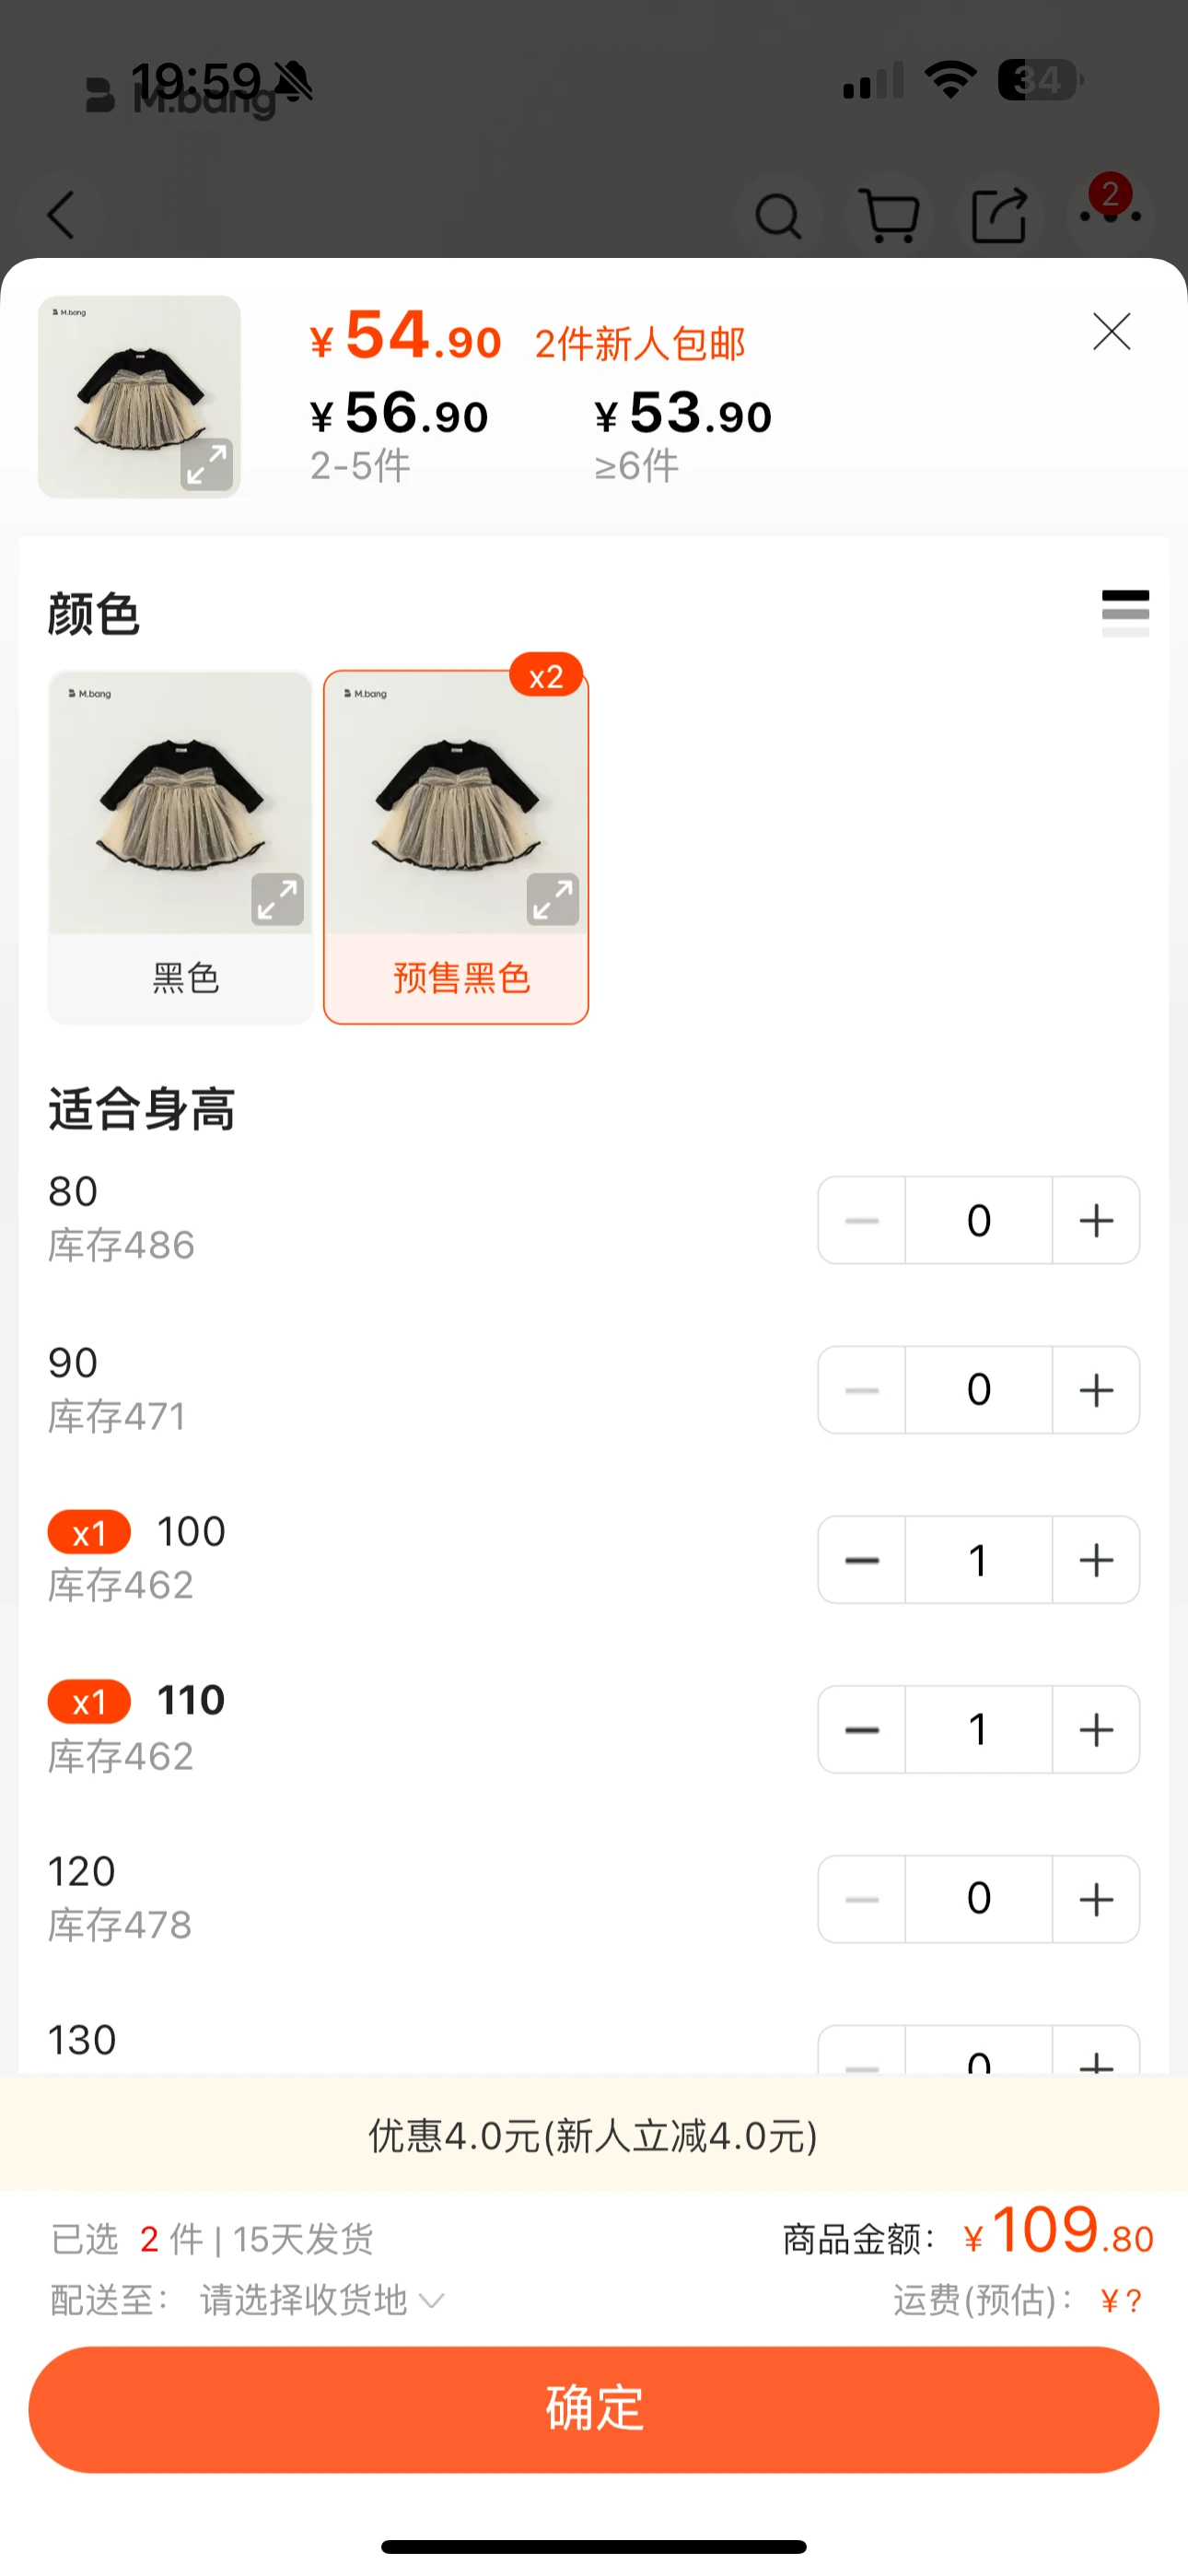 19:59
M.bang
34
2
M.bang
¥54.90 2件新人包邮
¥56.90 ¥53.90
2-5件 ≥6件
颜色
x2
M.bang M.bang
黑色 预售黑色
适合身高
80
库存486
0
90
库存471
0
x1 100
库存462
1
x1 110
库存462
1
120
库存478
0
130
0
优惠4.0元(新人立减4.0元)
已选 2 件 | 15天发货 商品金额: ¥109.80
配送至: 请选择收货地 运费(预估): ¥?
确定